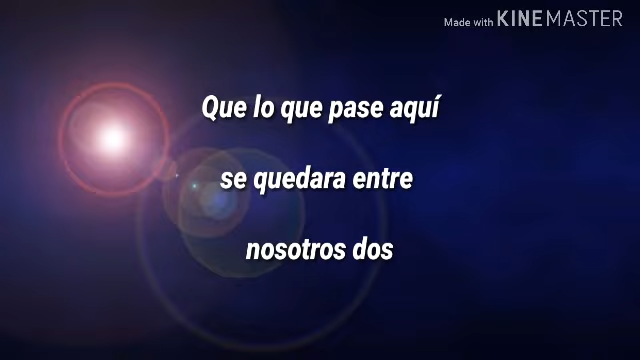 Made with KINEMASTER
Que lo que pase aquí
se quedara entre
nosotros dos